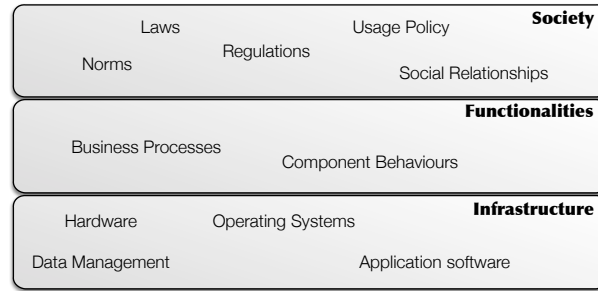 Society
Laws
Usage Policy
Regulations
Norms
Social Relationships
Functionalities
Business Processes
Component Behaviours
Infrastructure
Hardware
Operating Systems
Data Management
Application software